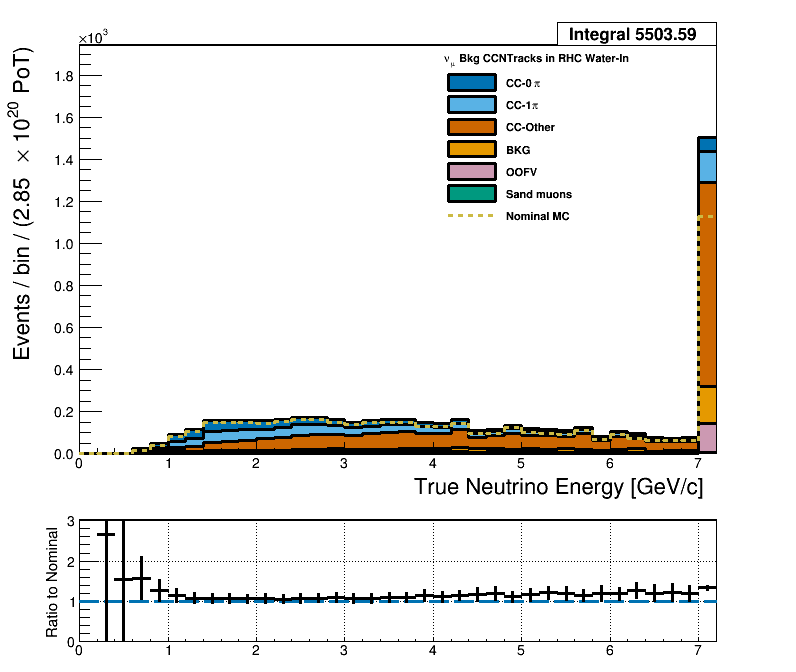 Integral 5503.59
×10³
ν_μ Bkg CCNTracks in RHC Water-In
CC-0 π
CC-1π
CC-Other
BKG
OOFV
Sand muons
Nominal MC
Events / bin / (2.85 × 10²⁰ PoT)
1.8
1.6
1.4
1.2
1.0
0.8
0.6
0.4
0.2
0.0
0 1 2 3 4 5 6 7
True Neutrino Energy [GeV/c]
Ratio to Nominal
3
2
1
0
0 1 2 3 4 5 6 7